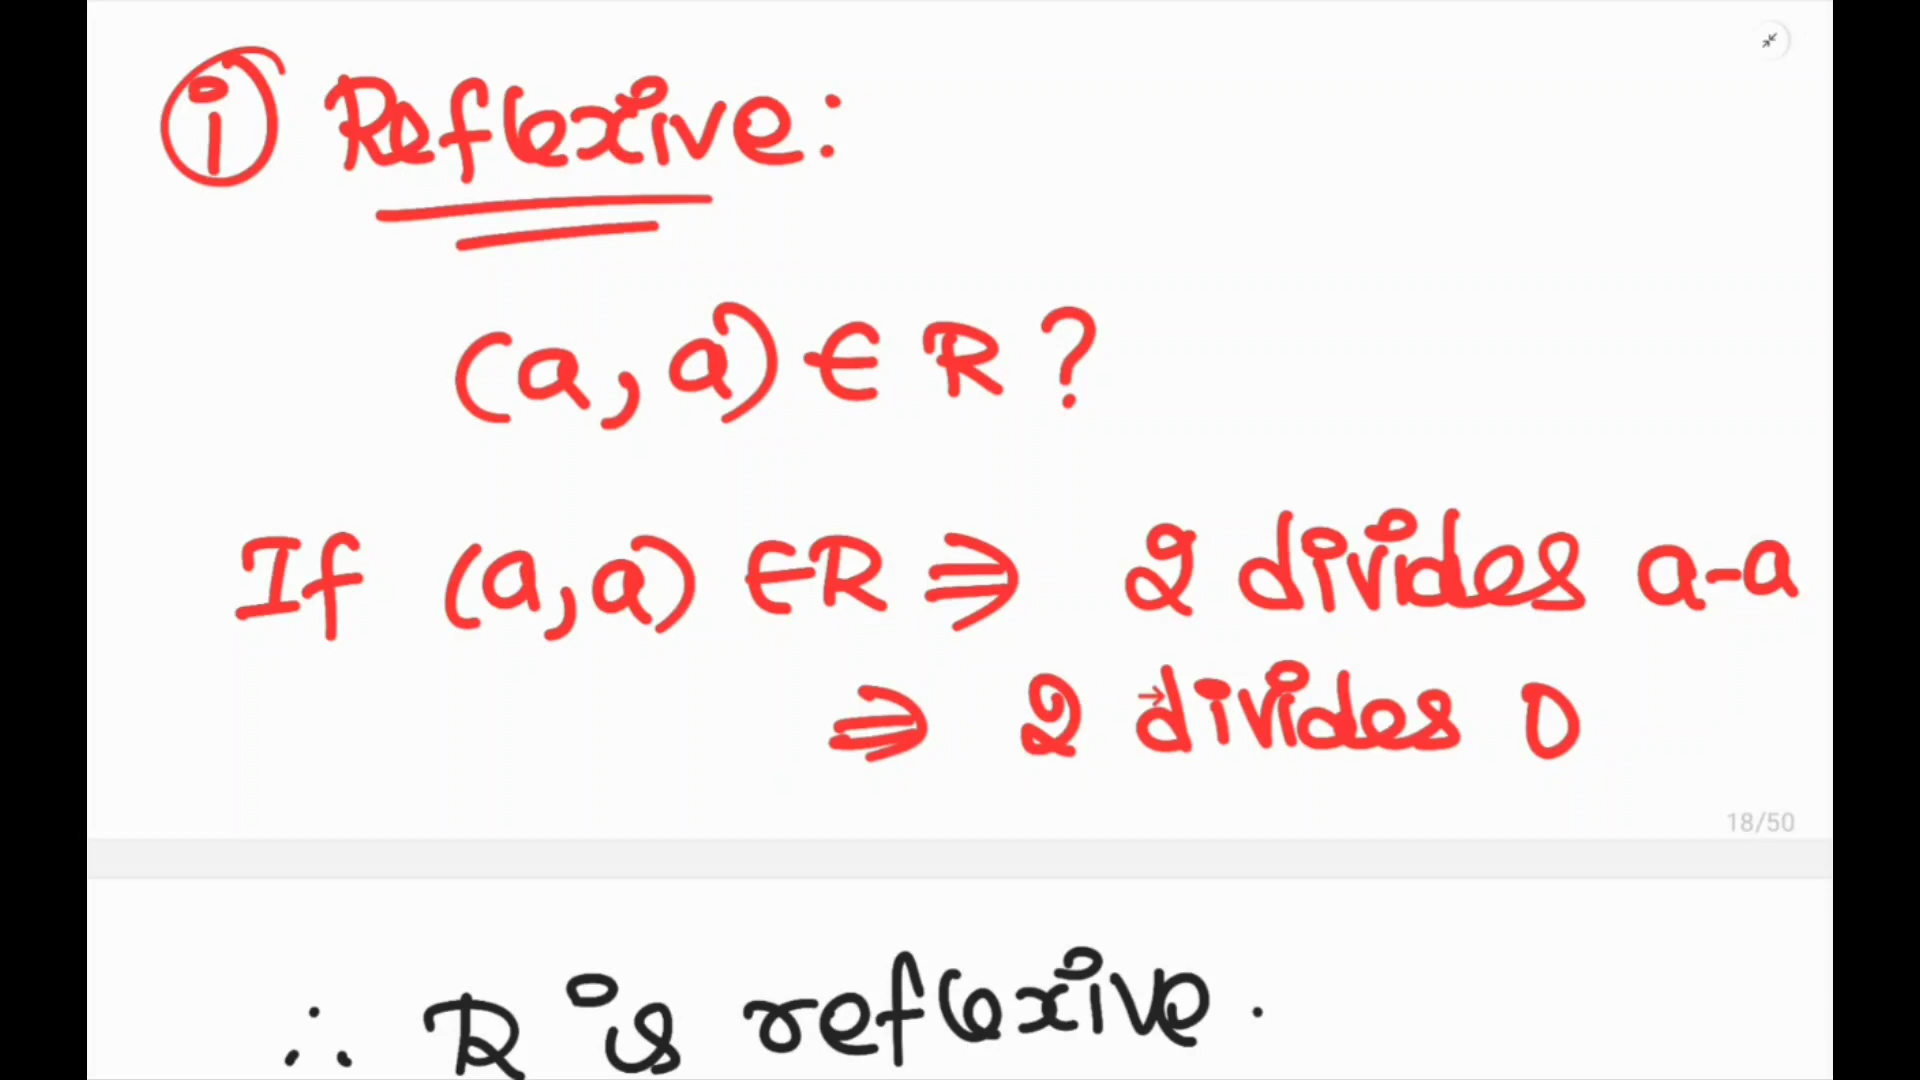 i Reflexive:
(a, a) ∈ R ?
If (a, a) ∈ R ⇒ 2 divides a-a
⇒ 2 divides 0
18/50
∴ R is reflexive.